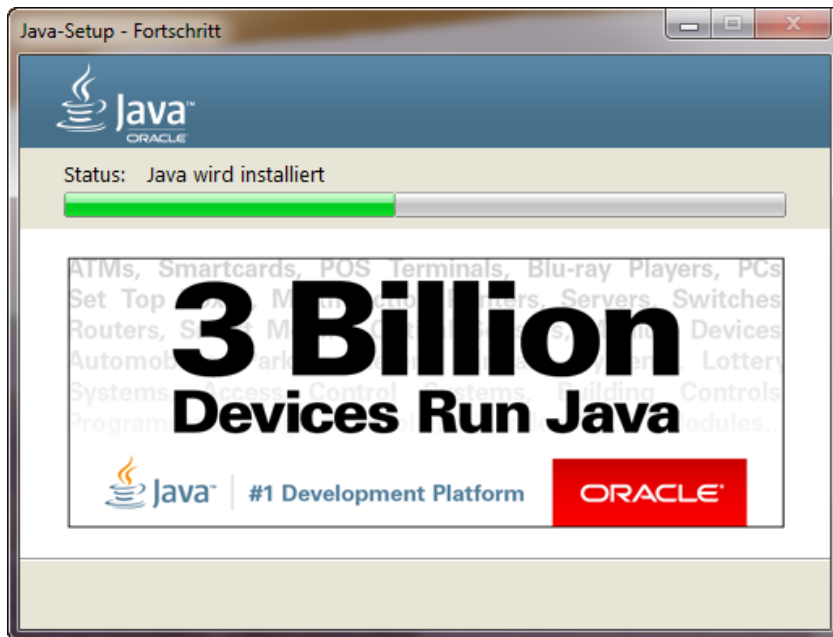 Java-Setup - Fortschritt
Java™
ORACLE
Status: Java wird installiert
ATMs, Smartcards, POS Terminals, Blu-ray Players, PCs
Set Top Servers, Switches
Routers, Devices
Lottery
Systems, Access Control Systems, Building Controls
3 Billion
Devices Run Java
Java™ #1 Development Platform ORACLE®